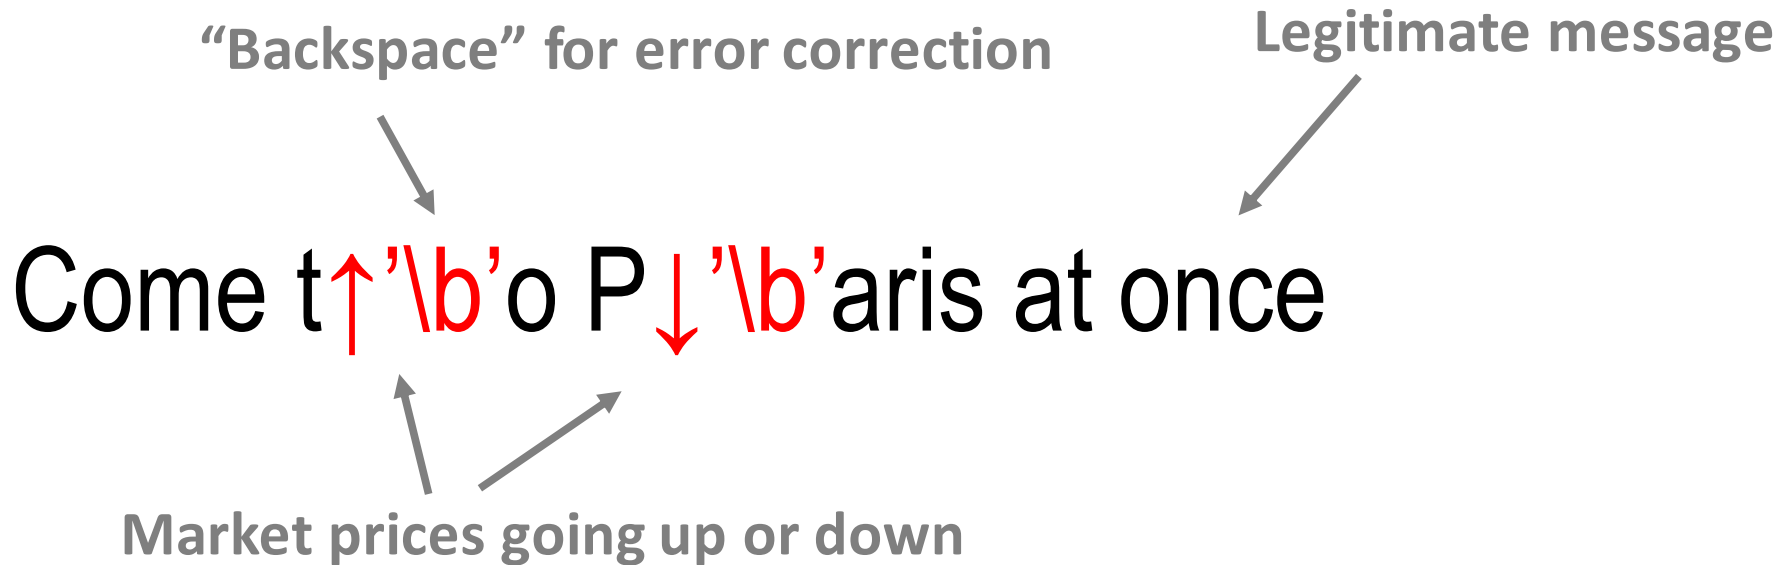 “Backspace” for error correction
Legitimate message
Come t↑’\b’o P↓’\b’aris at once
Market prices going up or down